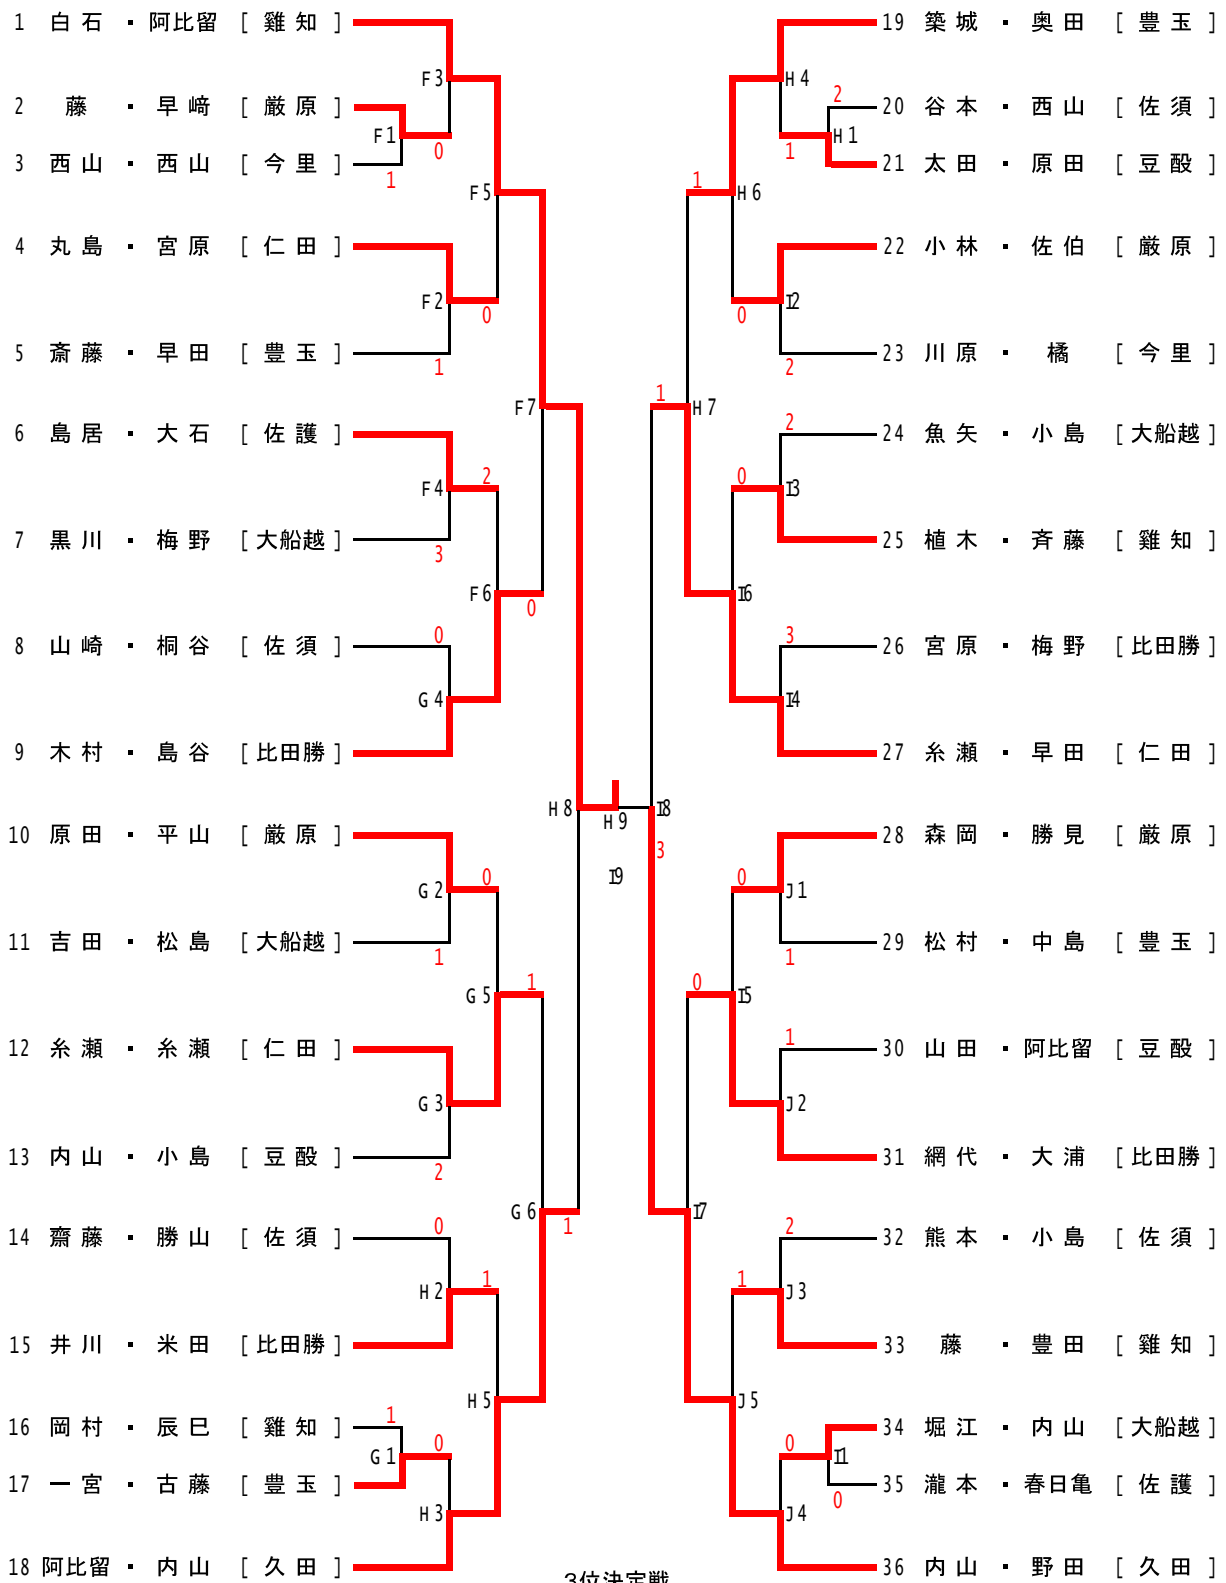 1 白石 ・ 阿比留 [ 雞知 ]
2 藤 ・ 早﨑 [ 厳原 ]
3 西山 ・ 西山 [ 今里 ]
4 丸島 ・ 宮原 [ 仁田 ]
5 斎藤 ・ 早田 [ 豊玉 ]
6 島居 ・ 大石 [ 佐護 ]
7 黒川 ・ 梅野 [ 大船越 ]
8 山崎 ・ 桐谷 [ 佐須 ]
9 木村 ・ 島谷 [ 比田勝 ]
10 原田 ・ 平山 [ 厳原 ]
11 吉田 ・ 松島 [ 大船越 ]
12 糸瀬 ・ 糸瀬 [ 仁田 ]
13 内山 ・ 小島 [ 豆酘 ]
14 齋藤 ・ 勝山 [ 佐須 ]
15 井川 ・ 米田 [ 比田勝 ]
16 岡村 ・ 辰巳 [ 雞知 ]
17 一宮 ・ 古藤 [ 豊玉 ]
18 阿比留 ・ 内山 [ 久田 ]
F3
F1
0
1
F5
F2
0
1
F7
2
F4
3
F6
0
0
G4
H8
H9
I9
0
G2
1
1
G5
G3
2
G6
1
0
1
H2
H5
1
0
G1
H3
3位決定戦
H4
2
H1
1
1
H6
I2
0
2
1
H7
2
0
I3
I6
3
I4
I8
3
0
J1
1
0
I5
1
J2
I7
2
1
J3
J5
0
I1
0
J4
19 築城 ・ 奥田 [ 豊玉 ]
20 谷本 ・ 西山 [ 佐須 ]
21 太田 ・ 原田 [ 豆酘 ]
22 小林 ・ 佐伯 [ 厳原 ]
23 川原 ・ 橘 [ 今里 ]
24 魚矢 ・ 小島 [ 大船越 ]
25 植木 ・ 斉藤 [ 雞知 ]
26 宮原 ・ 梅野 [ 比田勝 ]
27 糸瀬 ・ 早田 [ 仁田 ]
28 森岡 ・ 勝見 [ 厳原 ]
29 松村 ・ 中島 [ 豊玉 ]
30 山田 ・ 阿比留 [ 豆酘 ]
31 網代 ・ 大浦 [ 比田勝 ]
32 熊本 ・ 小島 [ 佐須 ]
33 藤 ・ 豊田 [ 雞知 ]
34 堀江 ・ 内山 [ 大船越 ]
35 瀧本 ・ 春日亀 [ 佐護 ]
36 内山 ・ 野田 [ 久田 ]